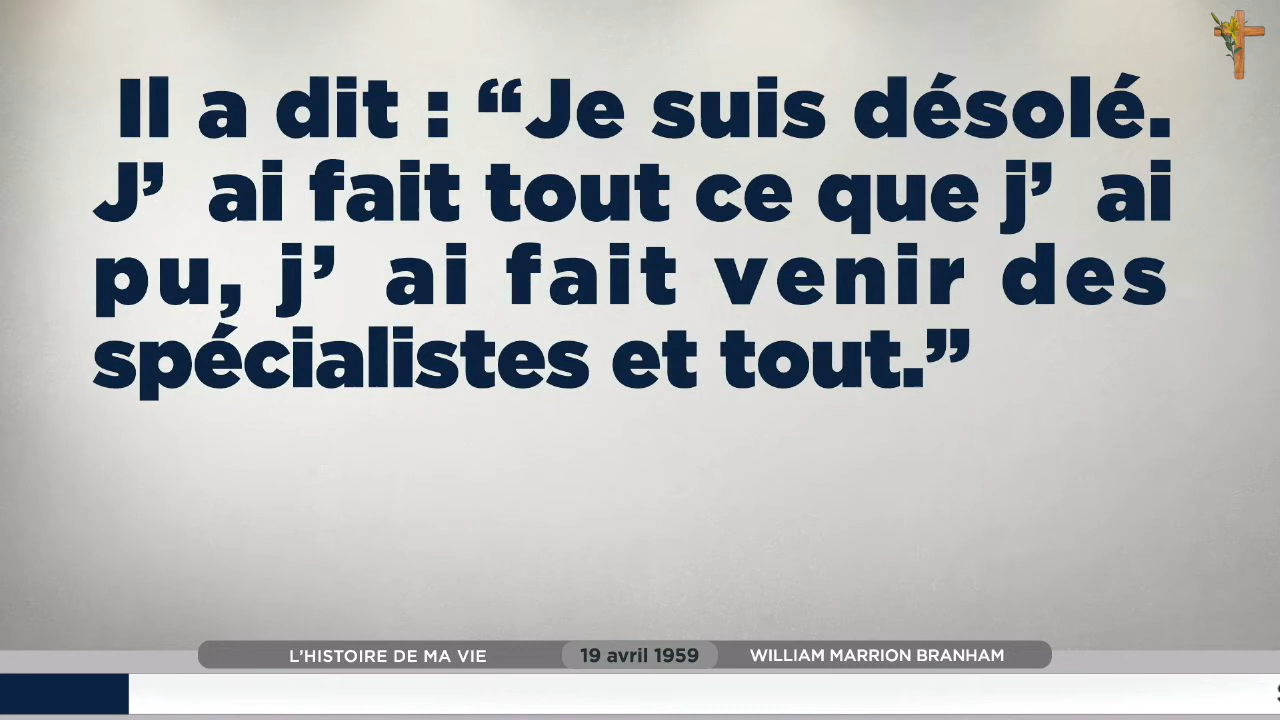 Il a dit : “Je suis désolé.
J’ ai fait tout ce que j’ ai
pu, j’ ai fait venir des
spécialistes et tout.”
L’HISTOIRE DE MA VIE 19 avril 1959 WILLIAM MARRION BRANHAM